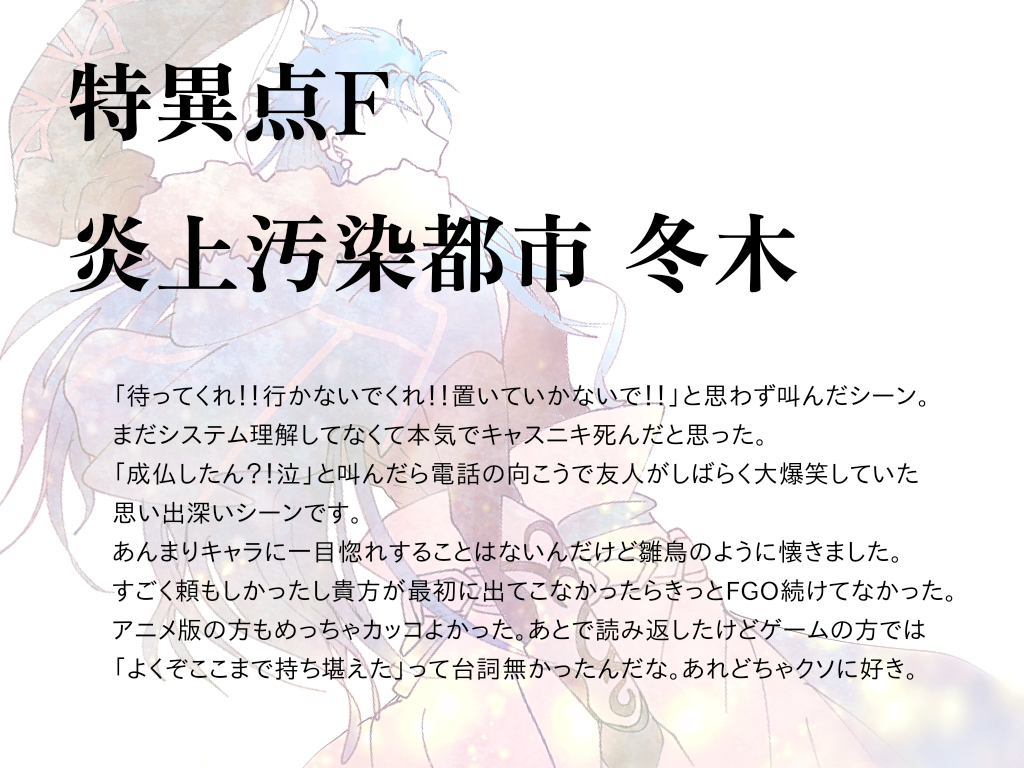 特異点F
炎上汚染都市 冬木
「待ってくれ!!行かないでくれ!!置いていかないで!!」と思わず叫んだシーン。
まだシステム理解してなくて本気でキャスニキ死んだと思った。
「成仏したん?!泣」と叫んだら電話の向こうで友人がしばらく大爆笑していた
思い出深いシーンです。
あんまりキャラに一目惚れすることはないんだけど雛鳥のように懐きました。
すごく頼もしかったし貴方が最初に出てこなかったらきっとFGO続けてなかった。
アニメ版の方もめっちゃカッコよかった。あとで読み返したけどゲームの方では
「よくぞここまで持ち堪えた」って台詞無かったんだな。あれどちゃクソに好き。